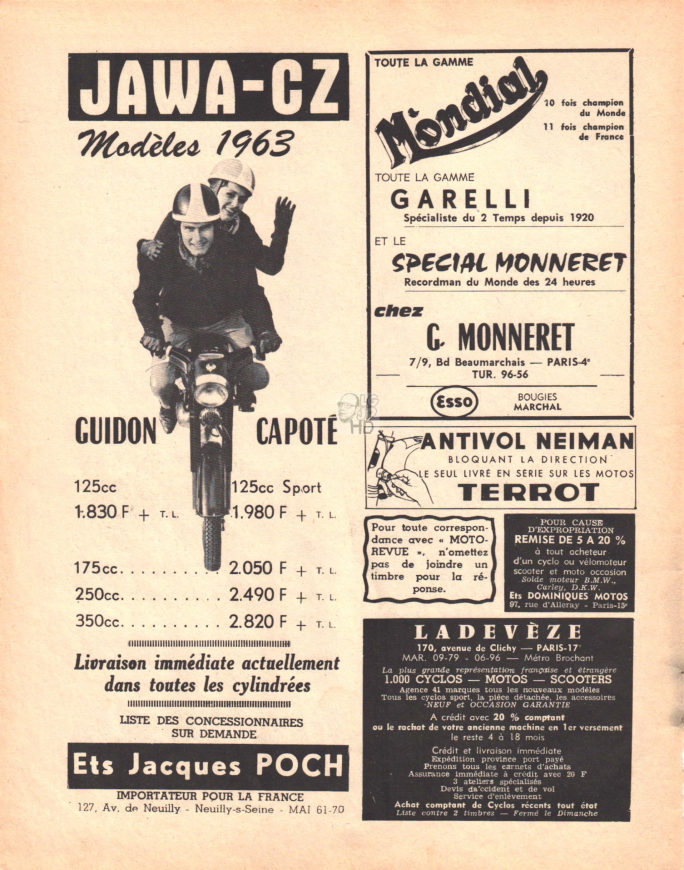 JAWA-CZ
Modèles 1963
GUIDON CAPOTÉ
125cc 125cc Sport
1.830 F + T. L. 1.980 F + T. L.
175cc. . . . . . . . . . 2.050 F + T. L.
250cc. . . . . . . . . . 2.490 F + T. L.
350cc. . . . . . . . . . 2.820 F + T. L.
Livraison immédiate actuellement
dans toutes les cylindrées
LISTE DES CONCESSIONNAIRES
SUR DEMANDE
Ets Jacques POCH
IMPORTATEUR POUR LA FRANCE
127, Av. de Neuilly - Neuilly-s-Seine - MAI 61-70
TOUTE LA GAMME
Mondial
10 fois champion
du Monde
11 fois champion
de France
TOUTE LA GAMME
GARELLI
Spécialiste du 2 Temps depuis 1920
ET LE
SPECIAL MONNERET
Recordman du Monde des 24 heures
chez
G. MONNERET
7/9, Bd Beaumarchais — PARIS-4e
TUR. 96-56
Esso
BOUGIES
MARCHAL
HD
ANTIVOL NEIMAN
BLOQUANT LA DIRECTION
LE SEUL LIVRÉ EN SÉRIE SUR LES MOTOS
TERROT
Pour toute correspon-
dance avec « MOTO-
REVUE », n'omettez
pas de joindre un
timbre pour la ré-
ponse.
POUR CAUSE
D'EXPROPRIATION
REMISE DE 5 A 20 %
à tout acheteur
d'un cyclo ou vélomoteur
scooter et moto occasion
Solde moteur B.M.W.,
Carley, D.K.W.
Ets DOMINIQUES MOTOS
97, rue d'Alleray - Paris-15e
LADEVÈZE
170, avenue de Clichy — PARIS-17e
MAR. 09-79 - 06-96 — Métro Brochant
La plus grande représentation française et étrangère
1.000 CYCLOS — MOTOS — SCOOTERS
Agence 41 marques tous les nouveaux modèles
Tous les cyclos sport, la pièce détachée, les accessoires
NEUF et OCCASION GARANTIE
A crédit avec 20 % comptant
ou le rachat de votre ancienne machine en 1er versement
le reste 4 à 18 mois
Crédit et livraison immédiate
Expédition province port payé
Prenons tous les carnets d'achats
Assurance immédiate à crédit avec 20 F
3 ateliers spécialisés
Devis d'accident et de vol
Service d'enlèvement
Achat comptant de Cyclos récents tout état
Liste contre 2 timbres — Fermé le Dimanche